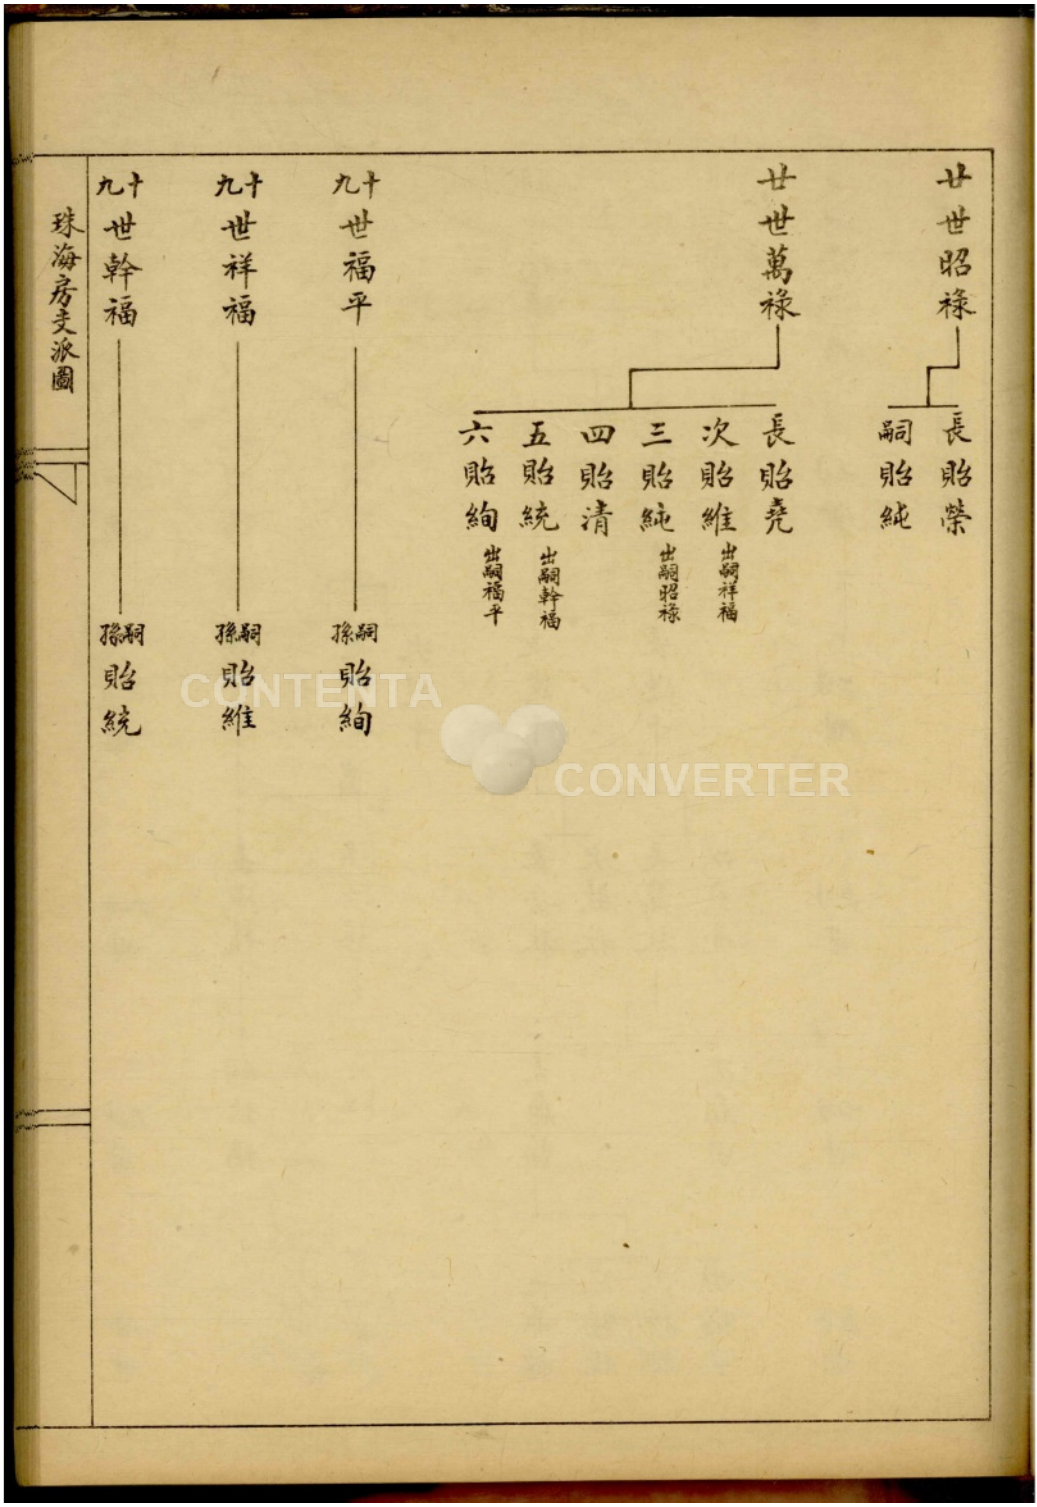 廿世昭祿
長貽榮
嗣貽純
廿世萬祿
長貽堯
次貽維出嗣祥福
三貽純出嗣昭祿
四貽清
五貽統出嗣幹福
六貽絢出嗣福平
十九世福平
嗣孫貽絢
十九世祥福
嗣孫貽維
十九世幹福
嗣孫貽統
珠海房支派圖
CONTENTA
CONVERTER